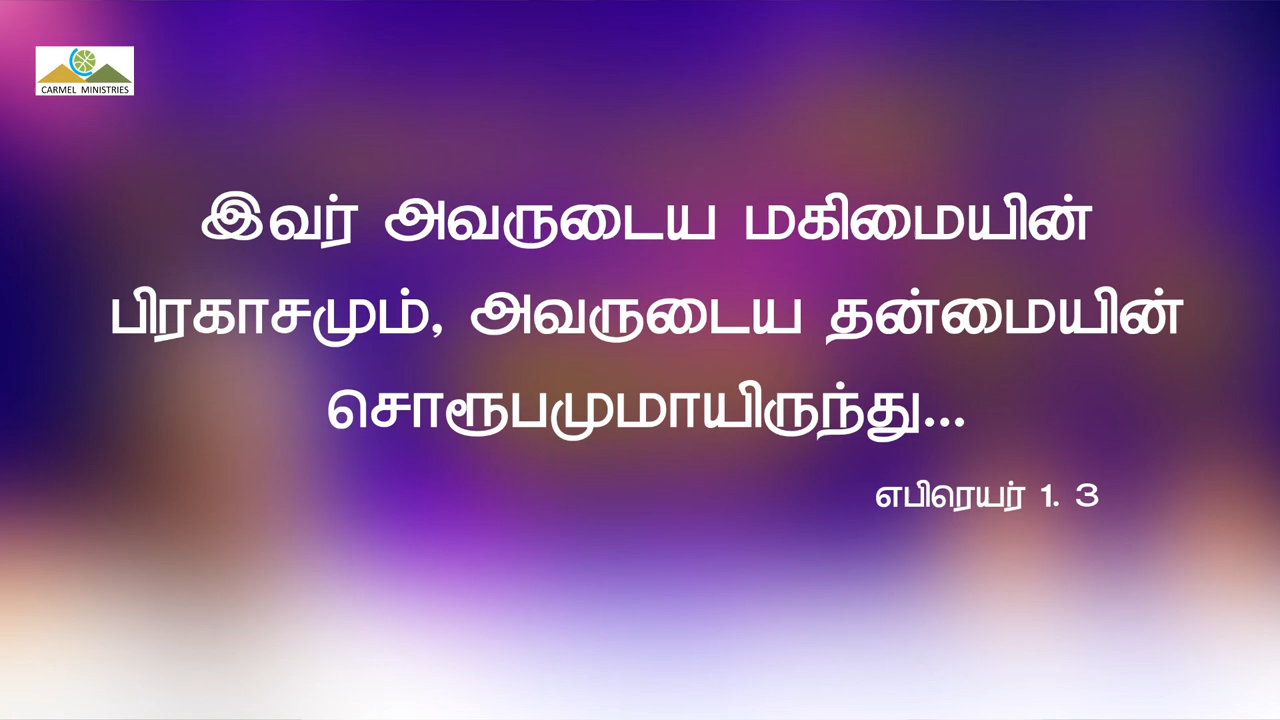 CARMEL MINISTRIES
இவர் அவருடைய மகிமையின்
பிரகாசமும், அவருடைய தன்மையின்
சொரூபமுமாயிருந்து...
எபிரெயர் 1. 3